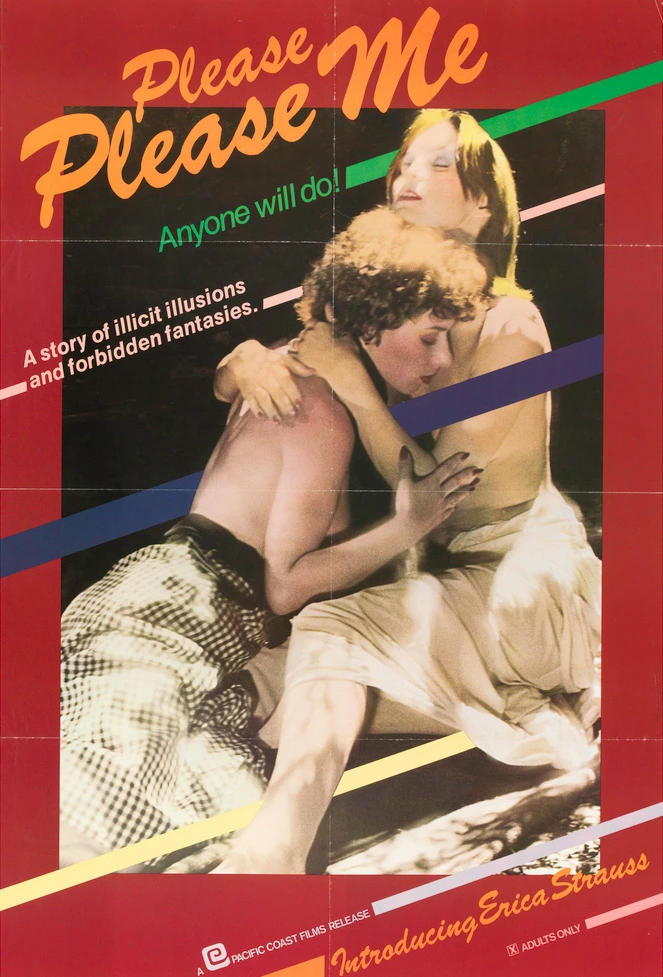 Please
Please Me
Anyone will do!
A story of illicit illusions
and forbidden fantasies.
A PACIFIC COAST FILMS RELEASE
Introducing Erica Strauss
X ADULTS ONLY